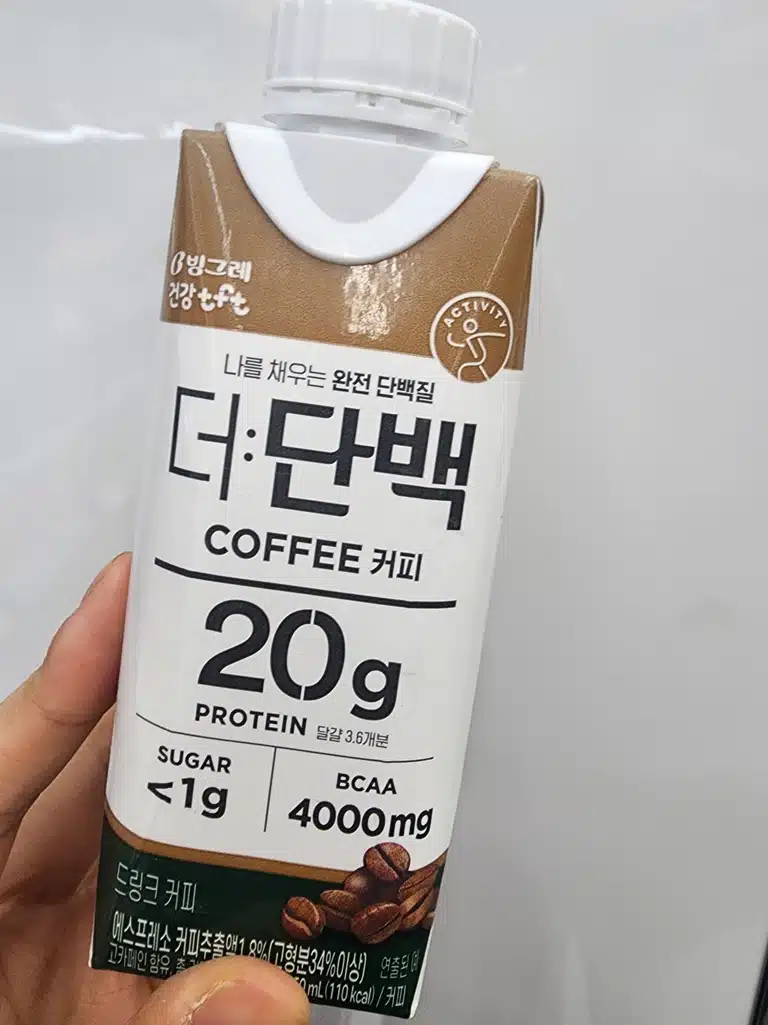 빙그레
건강 tft
ACTIVITY
나를 채우는 완전 단백질
더:단백
COFFEE 커피
20g
PROTEIN 달걀 3.6개분
SUGAR
<1g
BCAA
4000mg
드링크 커피
에스프레소 커피추출액1.8%(고형분34%이상) 연출된
고카페인 함유, mL(110 kcal) / 커피